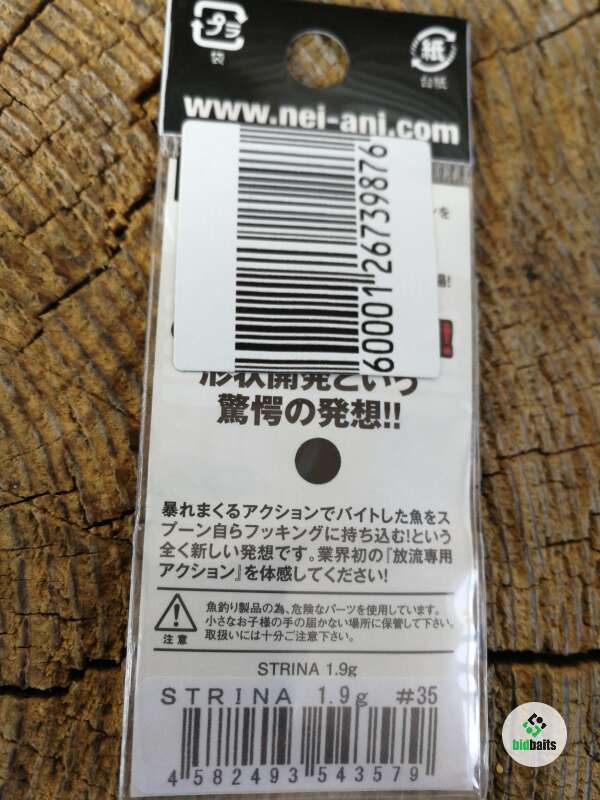 プラ
袋
紙
台紙
www.nei-ani.com
を
場!
!
60001 26739876
形状開発という
驚愕の発想!!
暴れまくるアクションでバイトした魚をス
プーン自らフッキングに持ち込む!という
全く新しい発想です。業界初の『放流専用
アクション』を体感してください!
魚釣り製品の為、危険なパーツを使用しています。
小さなお子様の手の届かない場所に保管して下さい。
取扱いには十分ご注意下さい。
注意
STRINA 1.9g
STRINA 1.9g #35
4 582493 543579
bidbaits